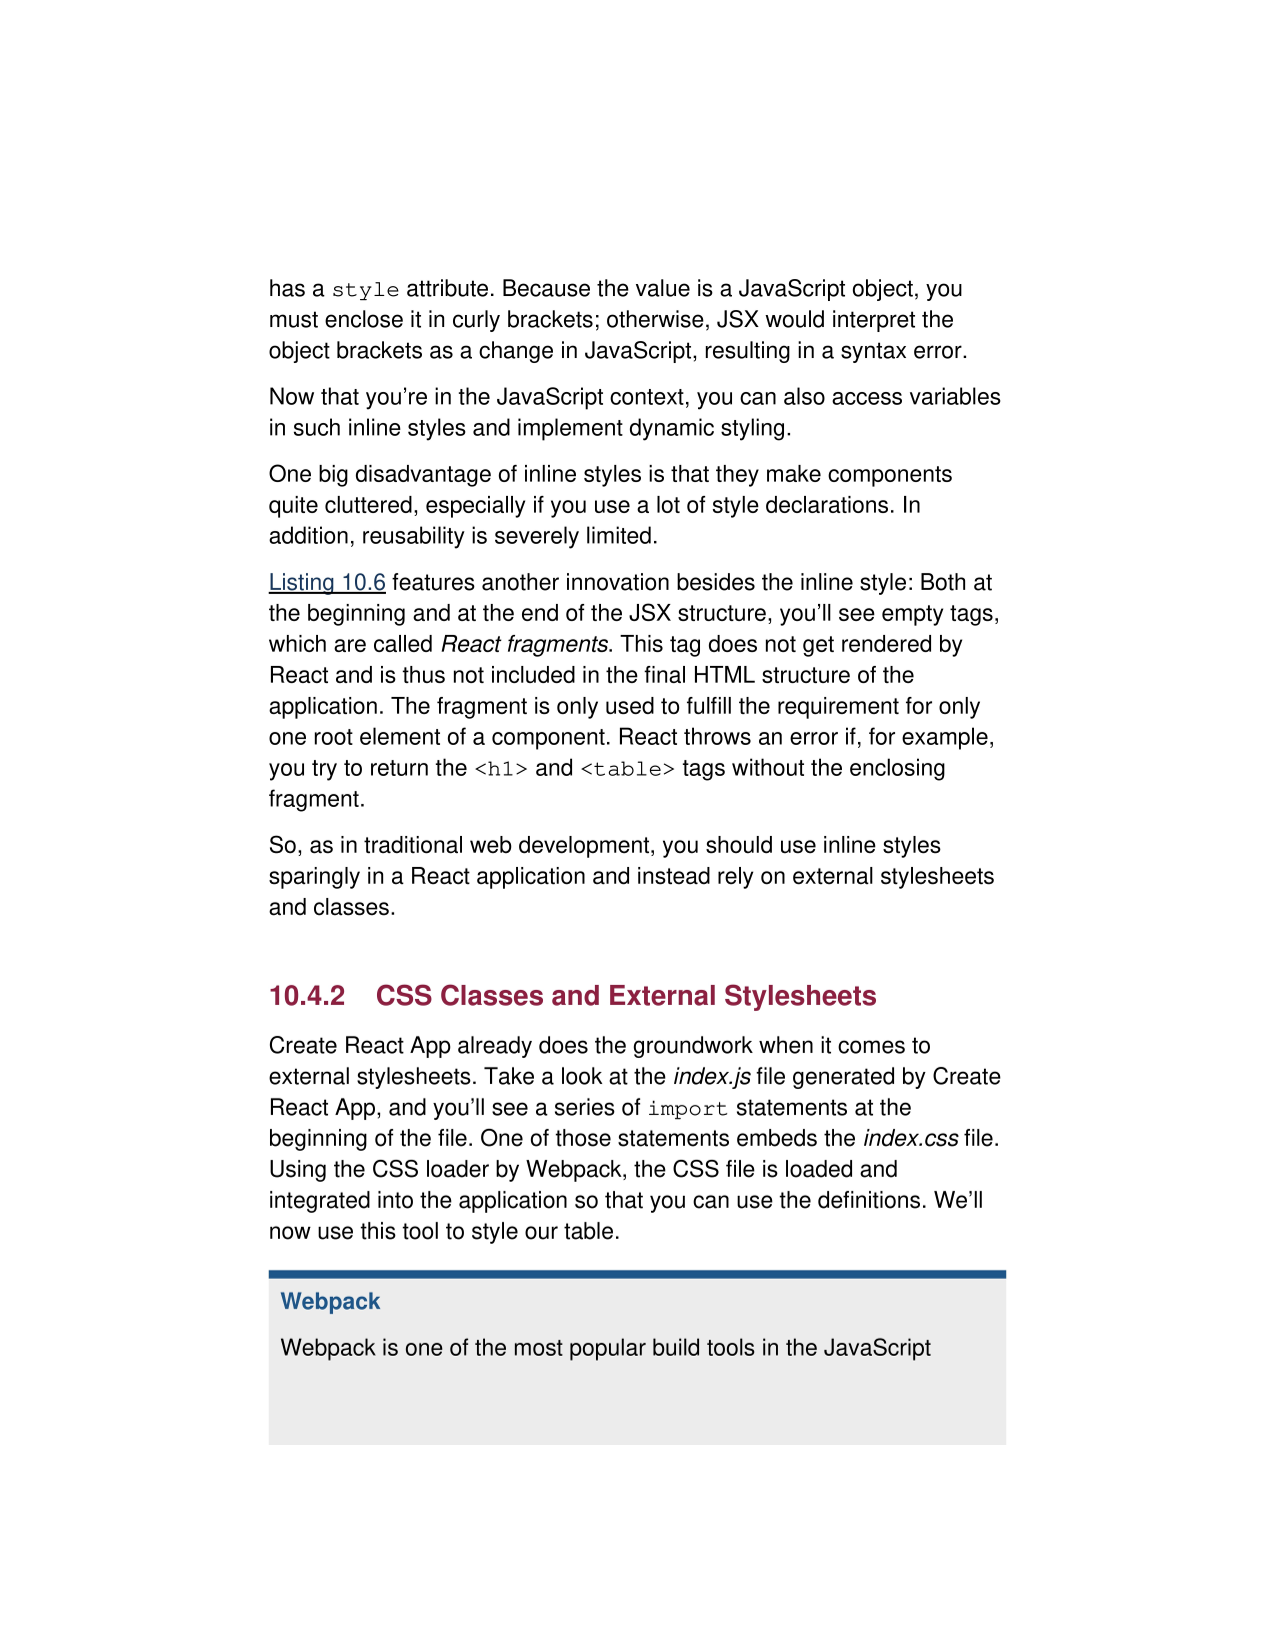 has a style attribute. Because the value is a JavaScript object, you
must enclose it in curly brackets; otherwise, JSX would interpret the
object brackets as a change in JavaScript, resulting in a syntax error.
Now that you’re in the JavaScript context, you can also access variables
in such inline styles and implement dynamic styling.
One big disadvantage of inline styles is that they make components
quite cluttered, especially if you use a lot of style declarations. In
addition, reusability is severely limited.
Listing 10.6 features another innovation besides the inline style: Both at
the beginning and at the end of the JSX structure, you’ll see empty tags,
which are called React fragments. This tag does not get rendered by
React and is thus not included in the final HTML structure of the
application. The fragment is only used to fulfill the requirement for only
one root element of a component. React throws an error if, for example,
you try to return the <h1> and <table> tags without the enclosing
fragment.
So, as in traditional web development, you should use inline styles
sparingly in a React application and instead rely on external stylesheets
and classes.
10.4.2 CSS Classes and External Stylesheets
Create React App already does the groundwork when it comes to
external stylesheets. Take a look at the index.js file generated by Create
React App, and you’ll see a series of import statements at the
beginning of the file. One of those statements embeds the index.css file.
Using the CSS loader by Webpack, the CSS file is loaded and
integrated into the application so that you can use the definitions. We’ll
now use this tool to style our table.
Webpack
Webpack is one of the most popular build tools in the JavaScript